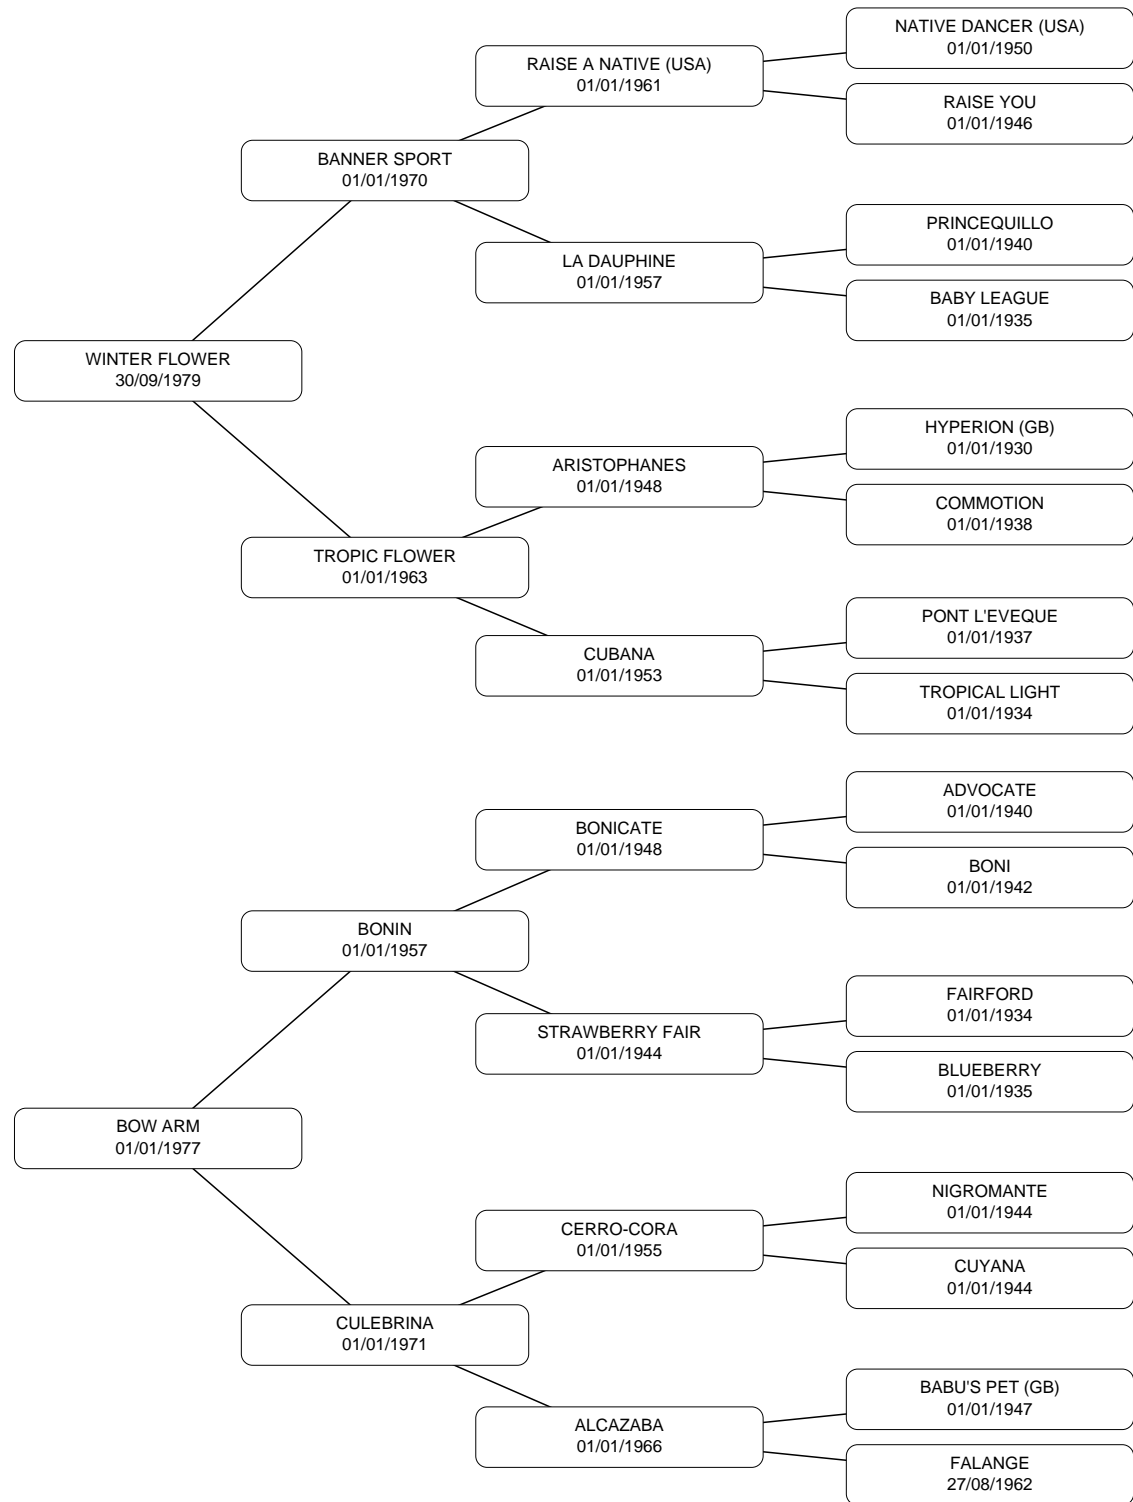 NATIVE DANCER (USA)
01/01/1950
RAISE A NATIVE (USA)
01/01/1961
RAISE YOU
01/01/1946
BANNER SPORT
01/01/1970
PRINCEQUILLO
01/01/1940
LA DAUPHINE
01/01/1957
BABY LEAGUE
01/01/1935
WINTER FLOWER
30/09/1979
HYPERION (GB)
01/01/1930
ARISTOPHANES
01/01/1948
COMMOTION
01/01/1938
TROPIC FLOWER
01/01/1963
PONT L'EVEQUE
01/01/1937
CUBANA
01/01/1953
TROPICAL LIGHT
01/01/1934
ADVOCATE
01/01/1940
BONICATE
01/01/1948
BONI
01/01/1942
BONIN
01/01/1957
FAIRFORD
01/01/1934
STRAWBERRY FAIR
01/01/1944
BLUEBERRY
01/01/1935
BOW ARM
01/01/1977
NIGROMANTE
01/01/1944
CERRO-CORA
01/01/1955
CUYANA
01/01/1944
CULEBRINA
01/01/1971
BABU'S PET (GB)
01/01/1947
ALCAZABA
01/01/1966
FALANGE
27/08/1962